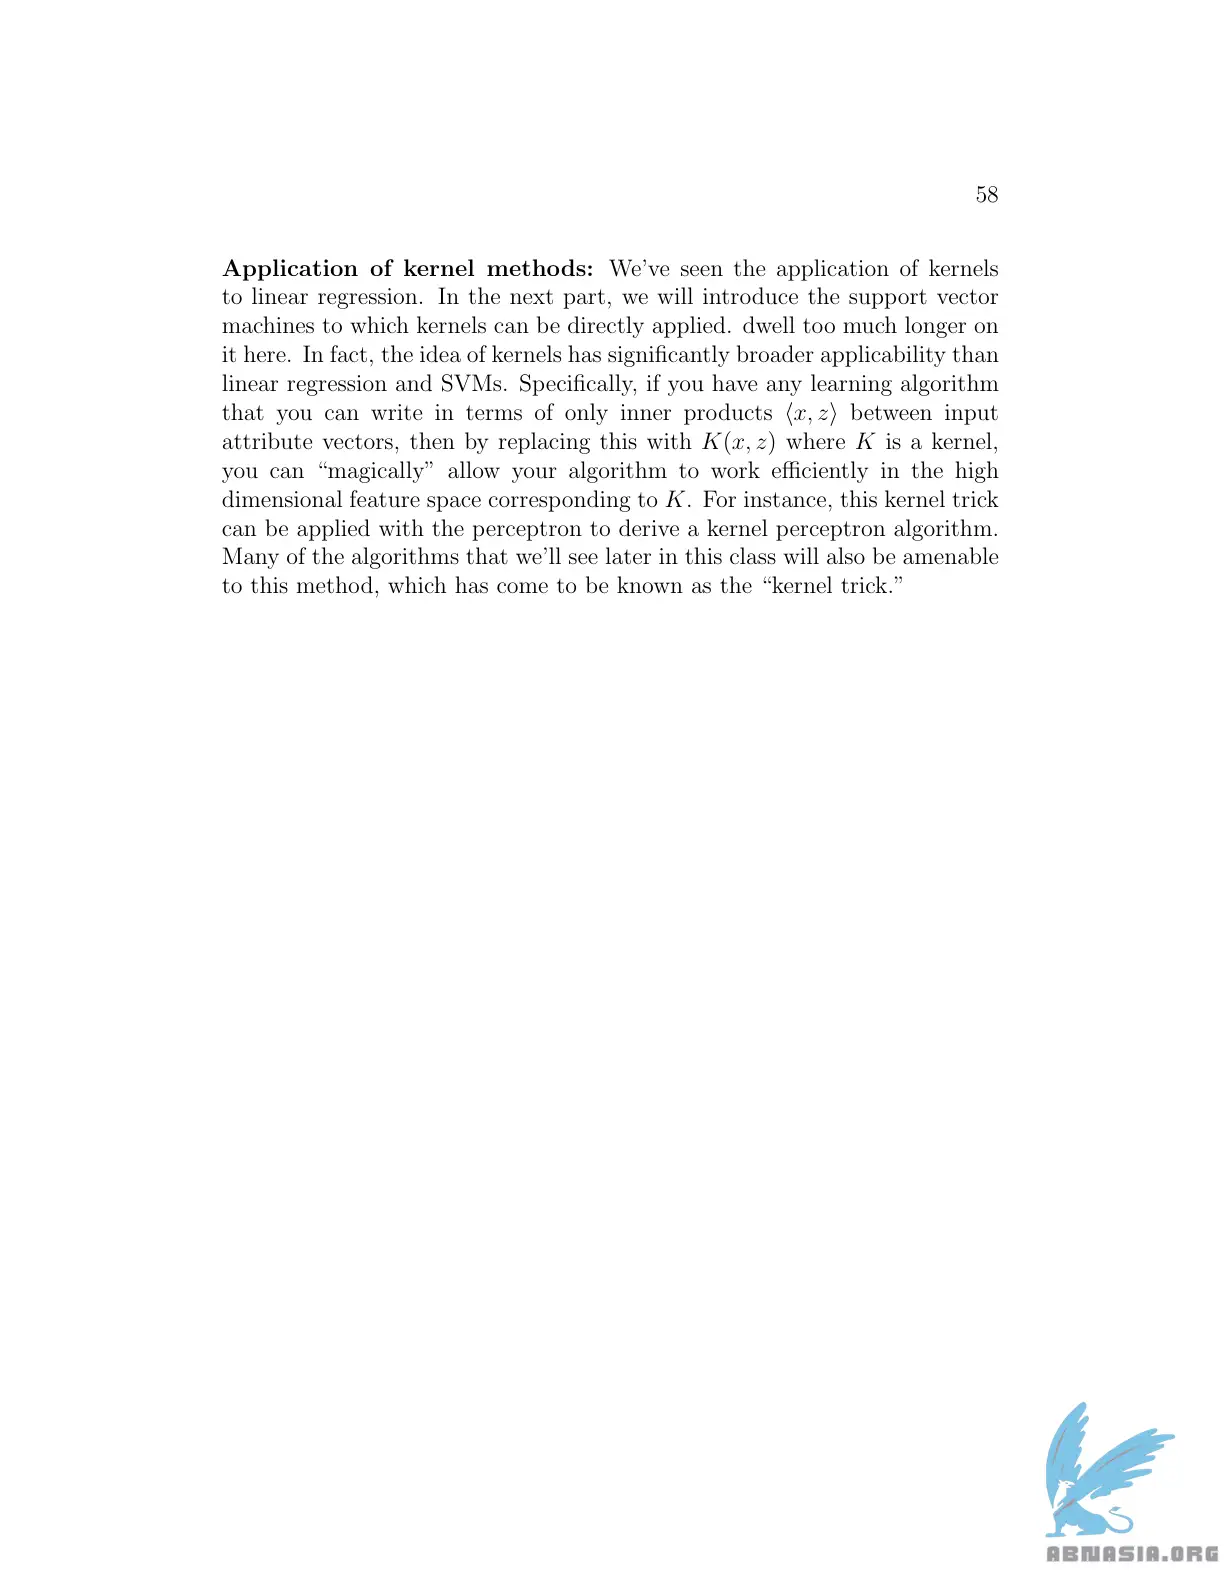 58
Application of kernel methods: We've seen the application of kernels
to linear regression. In the next part, we will introduce the support vector
machines to which kernels can be directly applied. dwell too much longer on
it here. In fact, the idea of kernels has significantly broader applicability than
linear regression and SVMs. Specifically, if you have any learning algorithm
that you can write in terms of only inner products ⟨x, z⟩ between input
attribute vectors, then by replacing this with K(x, z) where K is a kernel,
you can “magically” allow your algorithm to work efficiently in the high
dimensional feature space corresponding to K. For instance, this kernel trick
can be applied with the perceptron to derive a kernel perceptron algorithm.
Many of the algorithms that we'll see later in this class will also be amenable
to this method, which has come to be known as the “kernel trick.”
ABNASIA.ORG